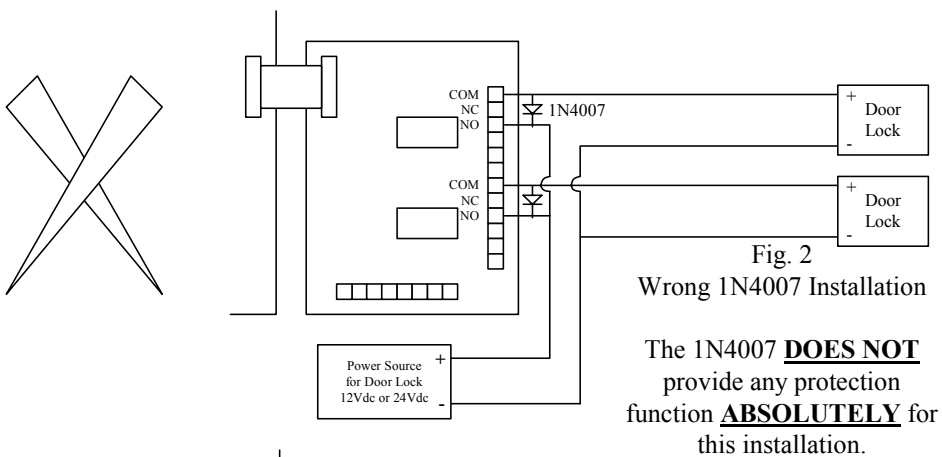 COM
NC
NO
1N4007
+
Door
Lock
-
COM
NC
NO
+
Door
Lock
-
Fig. 2
Wrong 1N4007 Installation
Power Source
for Door Lock
12Vdc or 24Vdc
+
-
The 1N4007 DOES NOT
provide any protection
function ABSOLUTELY for
this installation.